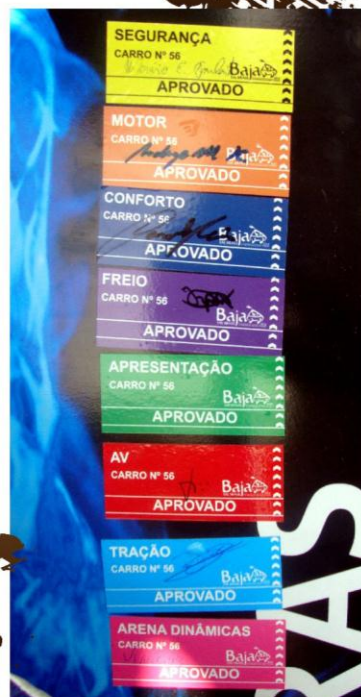 SEGURANÇA
CARRO Nº 56
Baja
APROVADO
MOTOR
CARRO Nº 56
Baja
APROVADO
CONFORTO
CARRO Nº 56
Baja
APROVADO
FREIO
CARRO Nº 56
Baja
APROVADO
APRESENTAÇÃO
CARRO Nº 56
Baja
APROVADO
AV
CARRO Nº 56
Baja
APROVADO
TRAÇÃO
CARRO Nº 56
Baja
APROVADO
ARENA DINÂMICAS
CARRO Nº 56
Baja
APROVADO
RAS